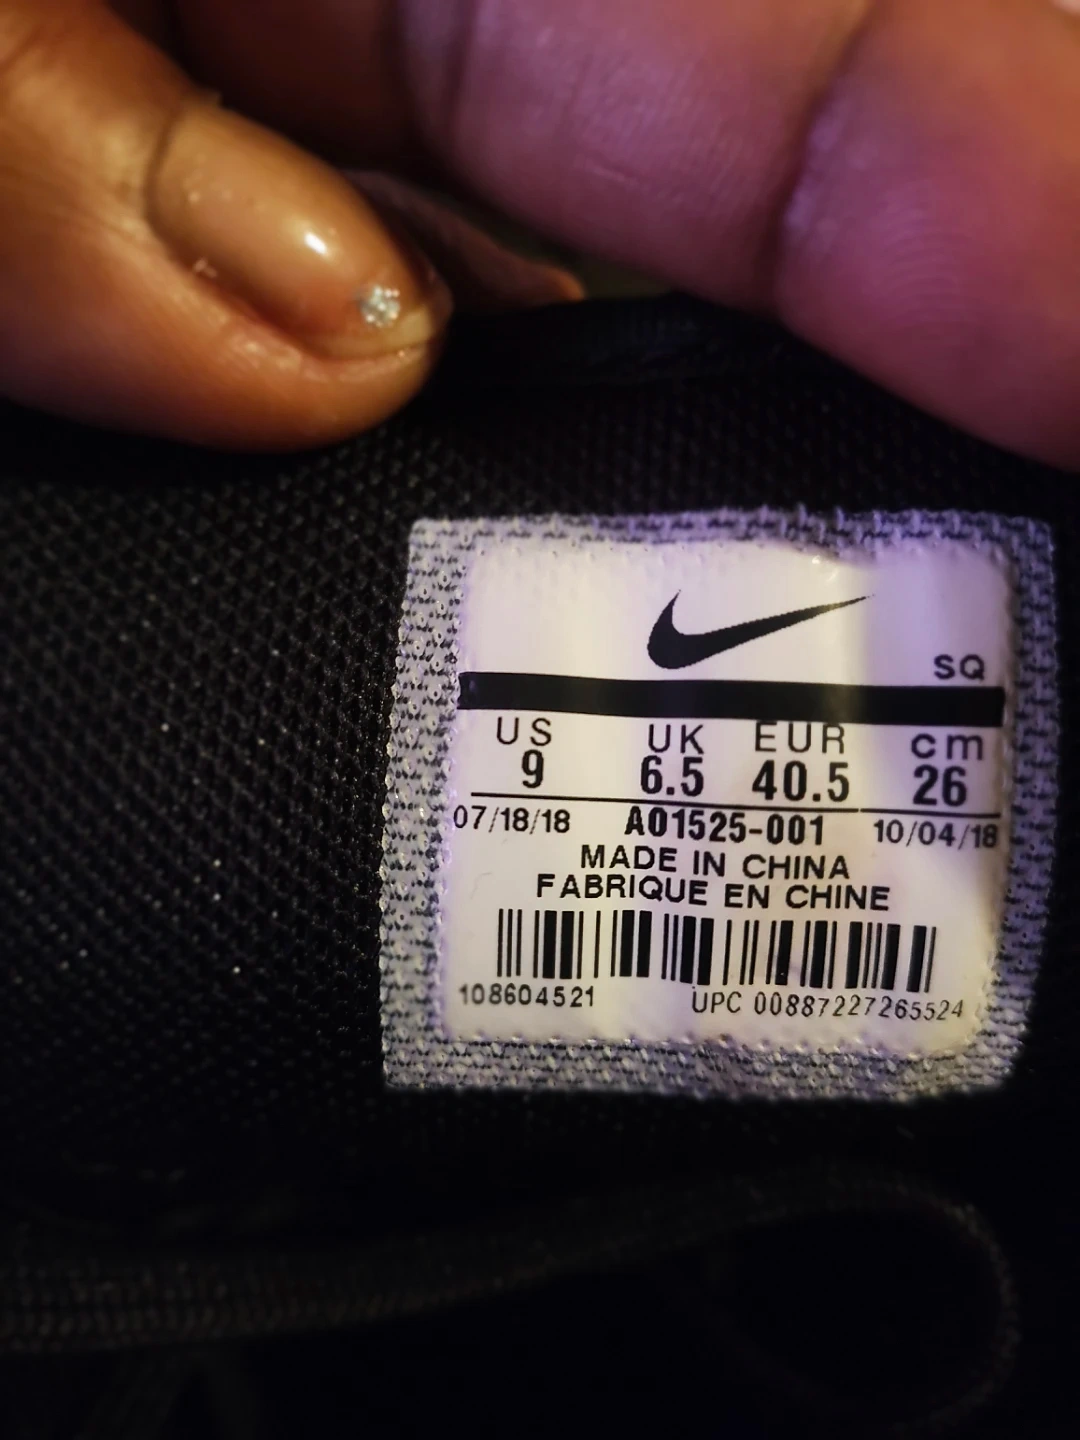 SQ
US UK EUR cm
9 6.5 40.5 26
07/18/18 A01525-001 10/04/18
MADE IN CHINA
FABRIQUE EN CHINE
108604521 UPC 00887227265524